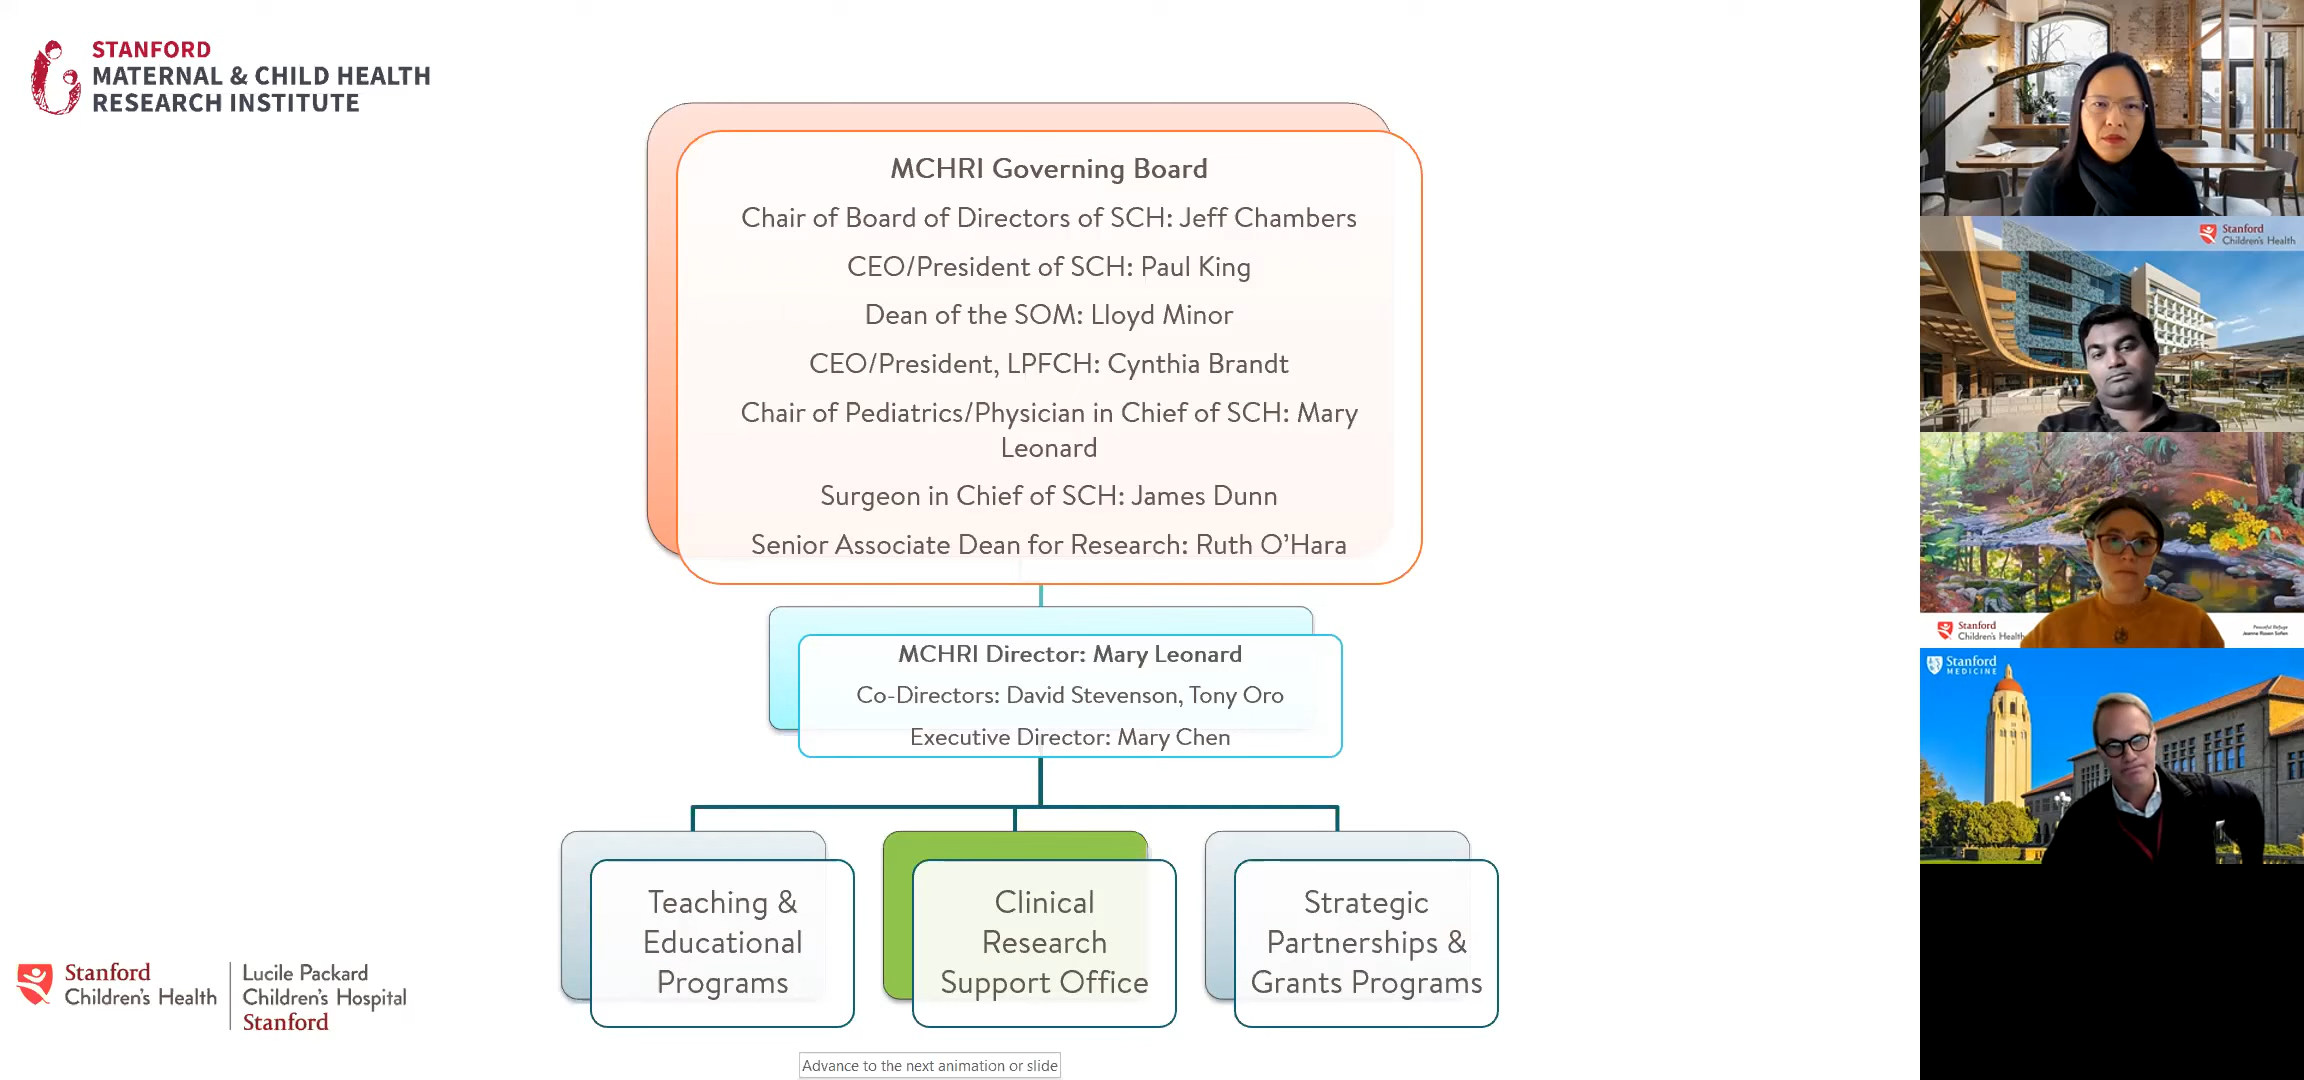 STANFORD
MATERNAL & CHILD HEALTH
RESEARCH INSTITUTE
MCHRI Governing Board
Chair of Board of Directors of SCH: Jeff Chambers
CEO/President of SCH: Paul King
Dean of the SOM: Lloyd Minor
CEO/President, LPFCH: Cynthia Brandt
Chair of Pediatrics/Physician in Chief of SCH: Mary
Leonard
Surgeon in Chief of SCH: James Dunn
Senior Associate Dean for Research: Ruth O’Hara
MCHRI Director: Mary Leonard
Co-Directors: David Stevenson, Tony Oro
Executive Director: Mary Chen
Teaching &
Educational
Programs
Clinical
Research
Support Office
Strategic
Partnerships &
Grants Programs
Stanford
Children's Health
Lucile Packard
Children's Hospital
Stanford
Advance to the next animation or slide
Stanford
Children's Health
Stanford
Children's Health
Peaceful Refuge
Stanford
MEDICINE